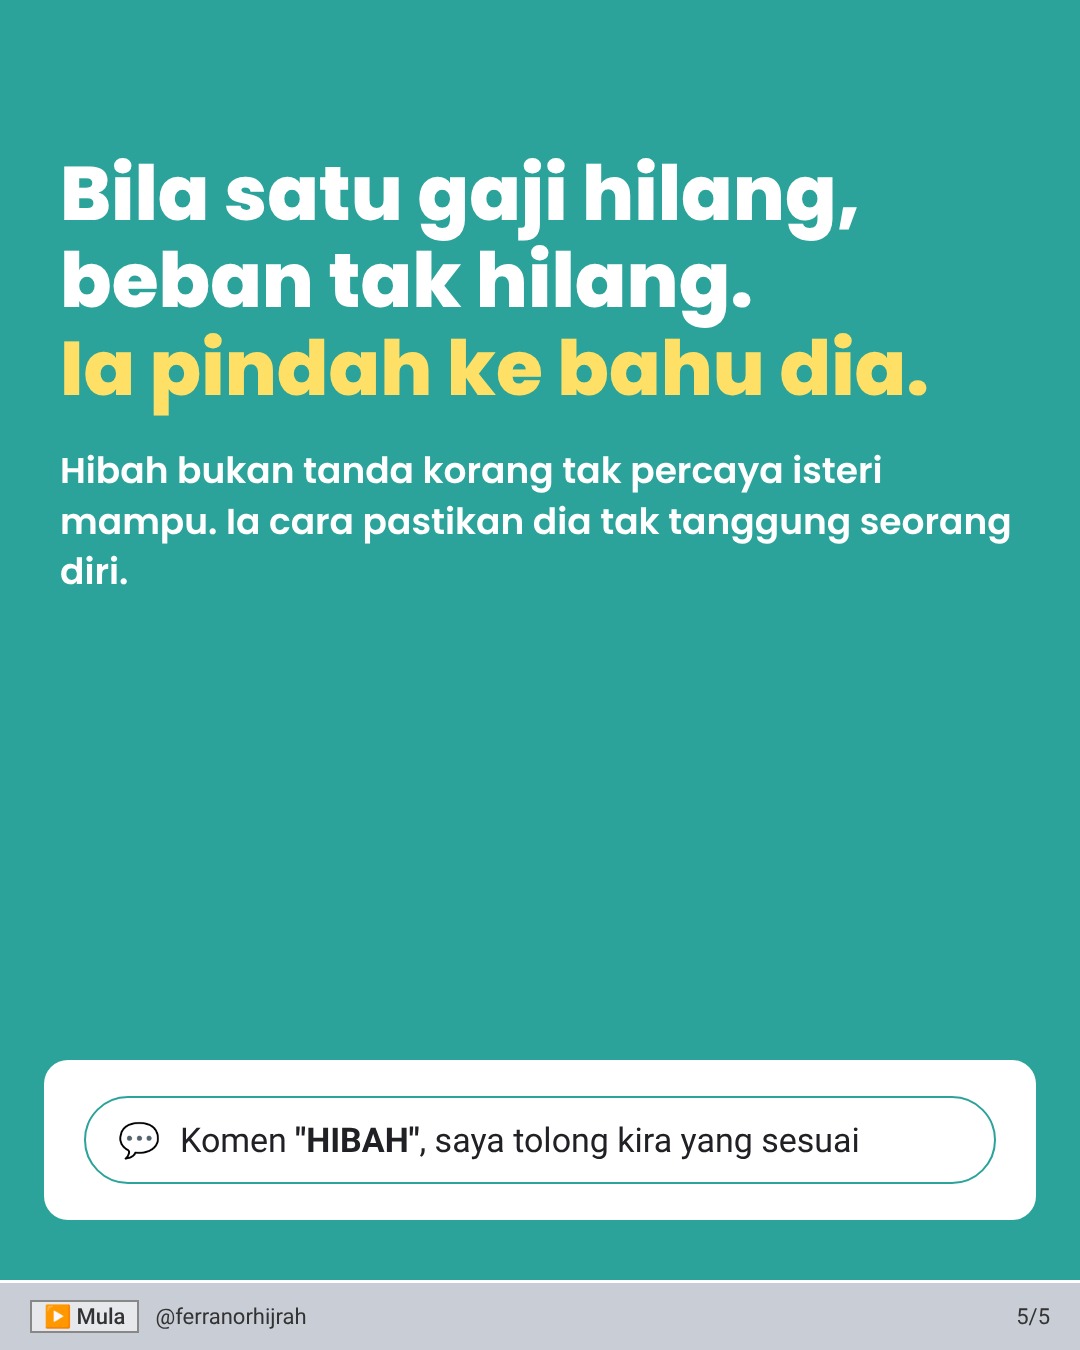 Bila satu gaji hilang,
beban tak hilang.
Ia pindah ke bahu dia.
Hibah bukan tanda korang tak percaya isteri
mampu. Ia cara pastikan dia tak tanggung seorang
diri.
💬 Komen "HIBAH", saya tolong kira yang sesuai
▶️ Mula @ferranorhijrah 5/5